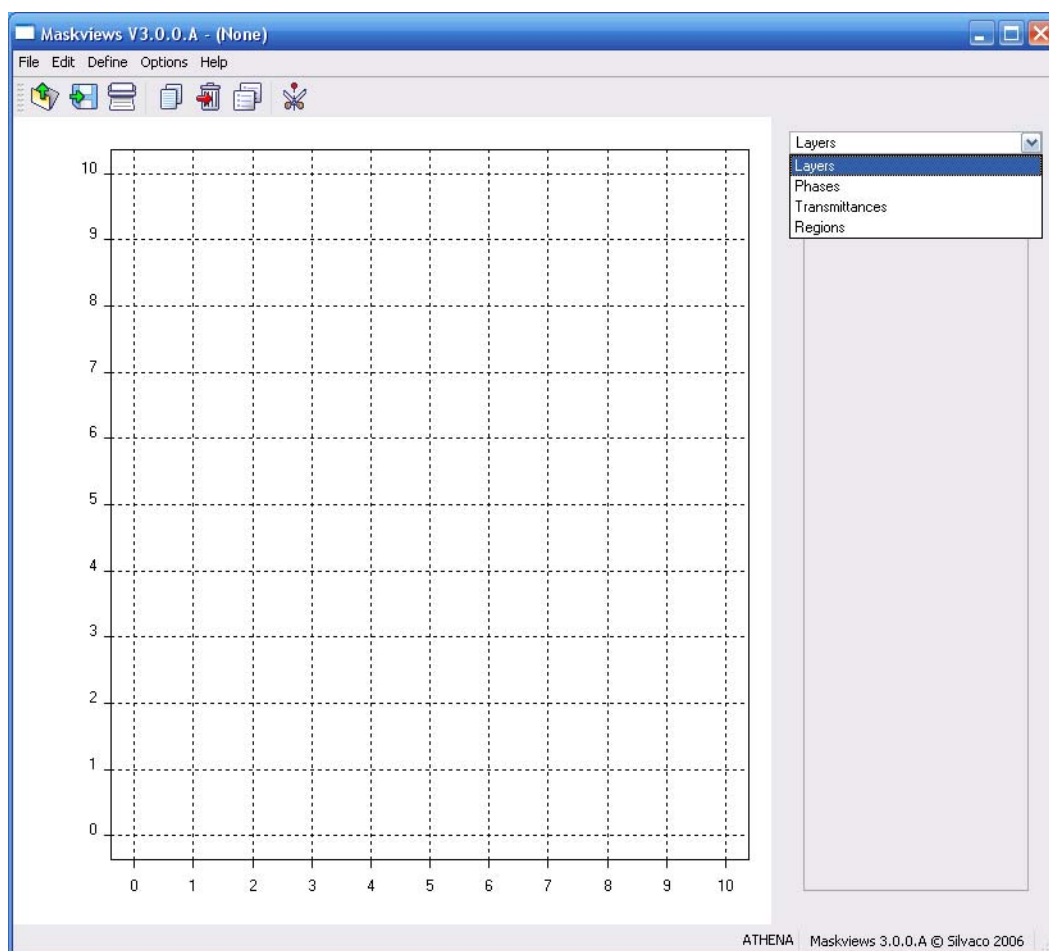 Maskviews V3.0.0.A - (None)
File Edit Define Options Help
Layers
Layers
Phases
Transmittances
Regions
10
9
8
7
6
5
4
3
2
1
0
0 1 2 3 4 5 6 7 8 9 10
ATHENA Maskviews 3.0.0.A © Silvaco 2006